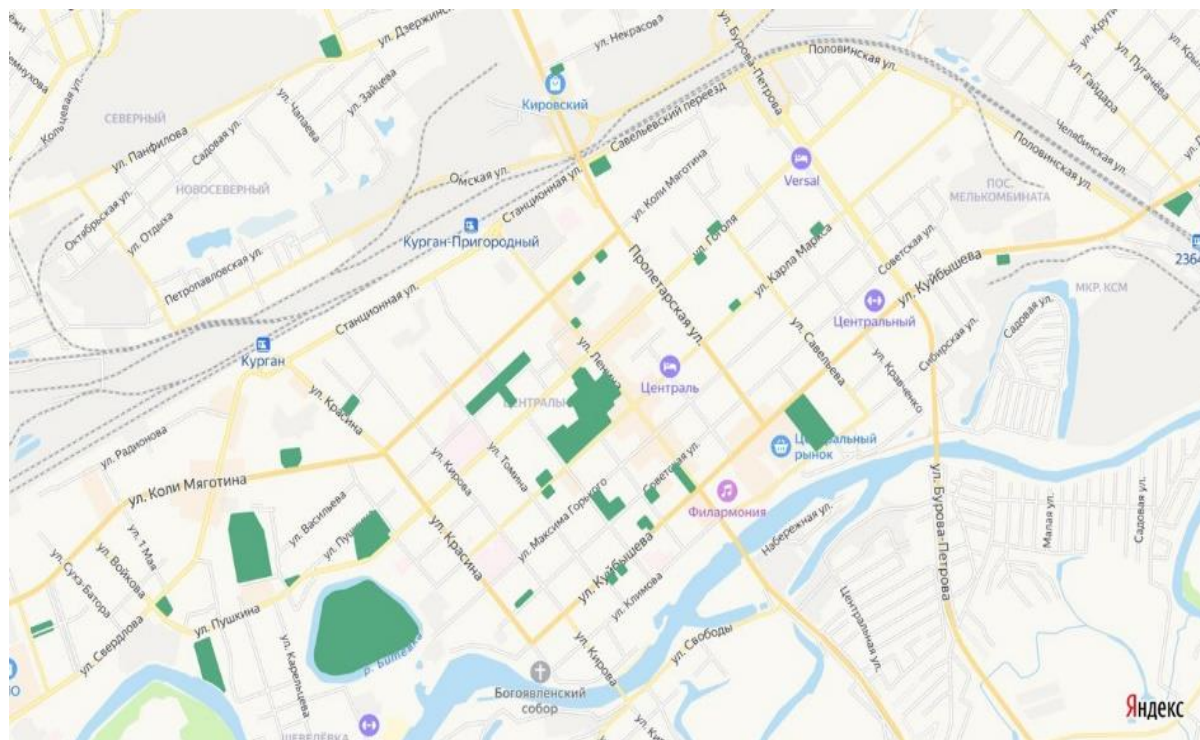 ул. Дзержинск
ул. Некрасова
ул. Бурова-Петрова
Половинская ул.
ул. Крути
ул. Пугачёва
ул. Гайдара
Кольцевая ул.
ул. Зайцева
ул. Чапаева
Кировский
СЕВЕРНЫЙ
ул. Панфилова
Садовая ул.
Савельевский переезд
Челябинская ул.
Половинская ул.
Омская ул.
Станционная ул.
ул. Коли Мяготина
Versal
НОВОСЕВЕРНЫЙ
Октябрьская ул.
ул. Отдыха
ПОС.
МЕЛЬКОМБИНАТА
Курган-Пригородный
ул. Гоголя
ул. Карла Маркса
Советская ул.
2364
Петропавловская ул.
Пролетарская ул.
ул. Куйбышева
МКР. КСМ
Станционная ул.
Центральный
Садовая ул.
Курган
ул. Ленина
ул. Савельева
ул. Кравченко
Сибирская ул.
Централь
ул. Красина
ул. Радионова
ул. Коли Мяготина
ул. Кирова
ул. Томина
Советская ул.
рынок
ул. Максима Горького
Филармония
ул. Бурова-Петрова
ул. Васильева
ул. Пушкина
ул. 1 Мая
ул. Войкова
ул. Сухэ-Батора
ул. Красина
ул. Куйбышева
Набережная ул.
Малая ул.
Садовая ул.
ул. Климова
ул. Пушкина
ул. Свердлова
ул. Карельцева
р. Битевка
ул. Кирова
ул. Свободы
Центральная ул.
Богоявленский
собор
ШЕВЕЛЁВКА
Яндекс